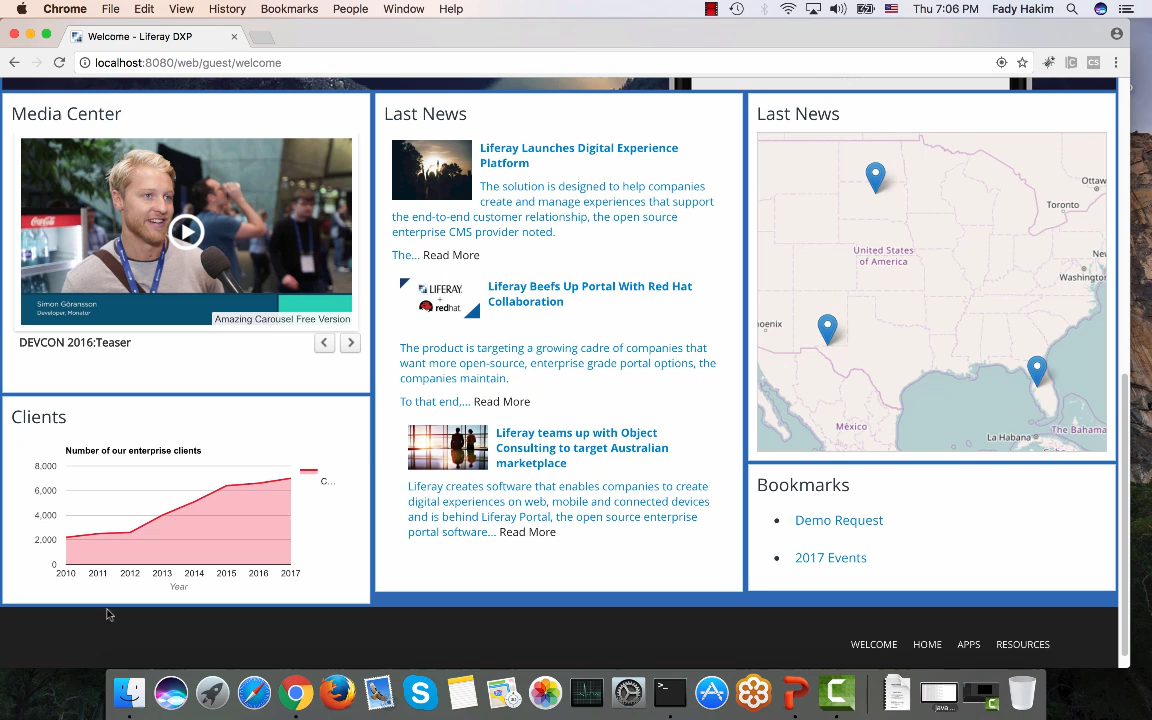 Chrome File Edit View History Bookmarks People Window Help Thu 7:06 PM Fady Hakim
Welcome - Liferay DXP
localhost:8080/web/guest/welcome
Media Center
Coca-Cola
Simon Göransson
Developer, Monator
Amazing Carousel Free Version
DEVCON 2016:Teaser
Clients
Number of our enterprise clients
8,000
6,000
4,000
2,000
0
C...
2010 2011 2012 2013 2014 2015 2016 2017
Year
Last News
Liferay Launches Digital Experience
Platform
The solution is designed to help companies
create and manage experiences that support
the end-to-end customer relationship, the open source
enterprise CMS provider noted.
The... Read More
LIFERAY.
+
redhat
Liferay Beefs Up Portal With Red Hat
Collaboration
The product is targeting a growing cadre of companies that
want more open-source, enterprise grade portal options, the
companies maintain.
To that end,... Read More
Liferay teams up with Object
Consulting to target Australian
marketplace
Liferay creates software that enables companies to create
digital experiences on web, mobile and connected devices
and is behind Liferay Portal, the open source enterprise
portal software... Read More
Last News
Ottaw
Toronto
United States
of America
Nev
Washington
hoenix
México
La Habana
The Bahama
Bookmarks
Demo Request
2017 Events
WELCOME HOME APPS RESOURCES
java...